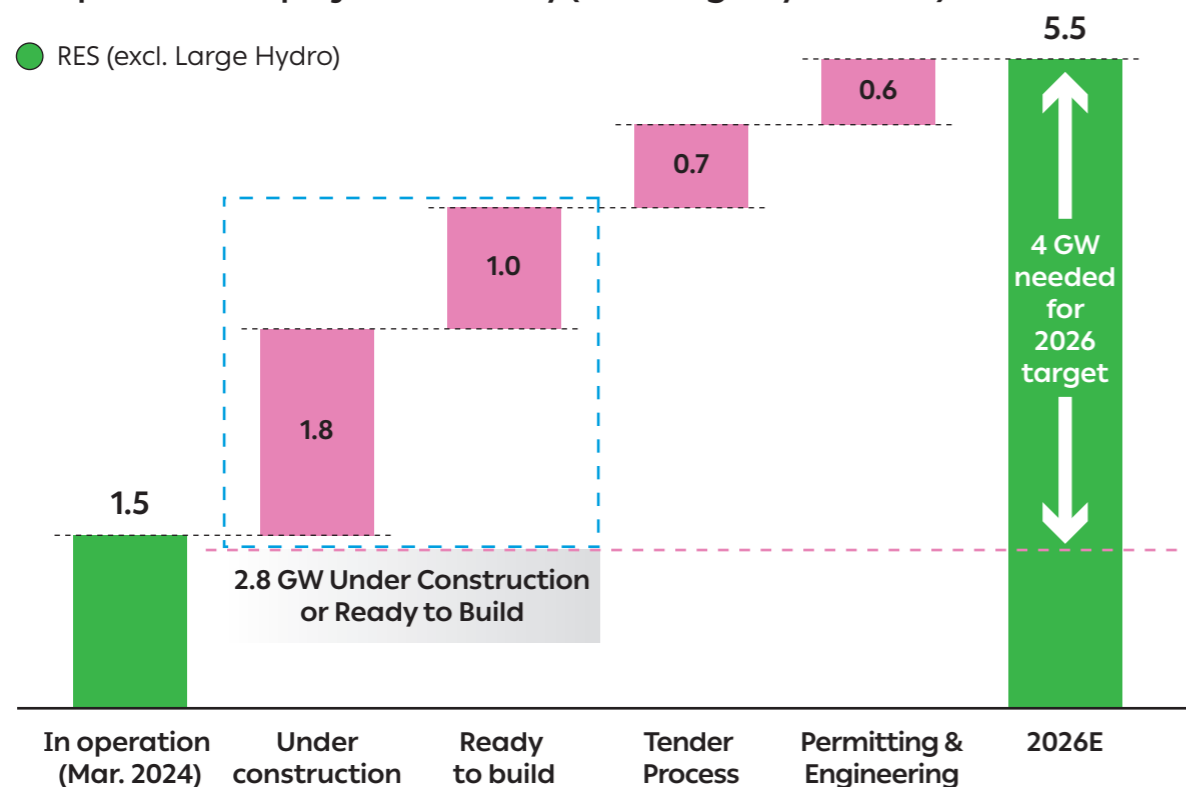 RES (excl. Large Hydro)
5.5
0.6
0.7
1.0
1.8
1.5
4 GW
needed
for
2026
target
2.8 GW Under Construction
or Ready to Build
In operation
(Mar. 2024)
Under
construction
Ready
to build
Tender
Process
Permitting &
Engineering
2026E